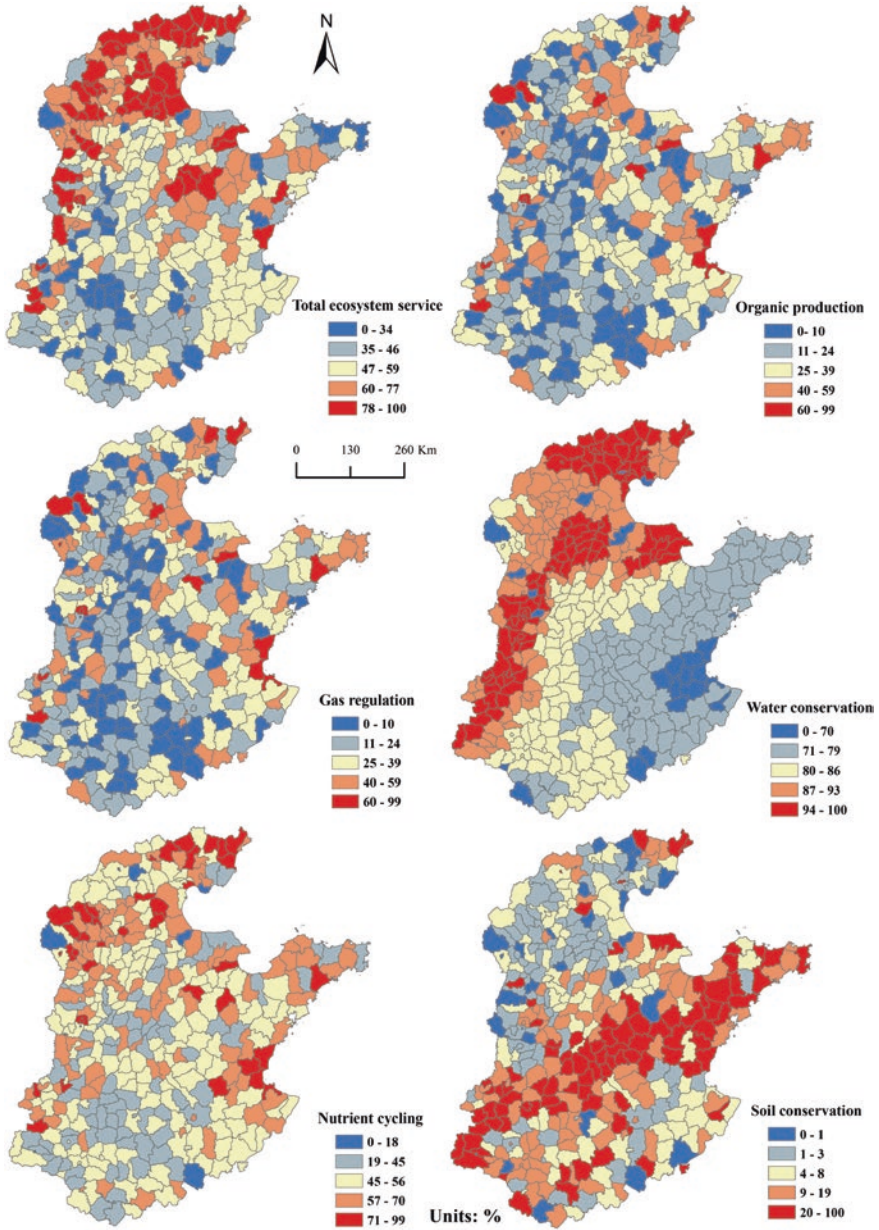 N
Total ecosystem service
0 - 34
35 - 46
47 - 59
60 - 77
78 - 100
Organic production
0- 10
11 - 24
25 - 39
40 - 59
60 - 99
0 130 260 Km
Gas regulation
0 - 10
11 - 24
25 - 39
40 - 59
60 - 99
Water conservation
0 - 70
71 - 79
80 - 86
87 - 93
94 - 100
Nutrient cycling
0 - 18
19 - 45
45 - 56
57 - 70
71 - 99
Soil conservation
0 - 1
1 - 3
4 - 8
9 - 19
20 - 100
Units: %